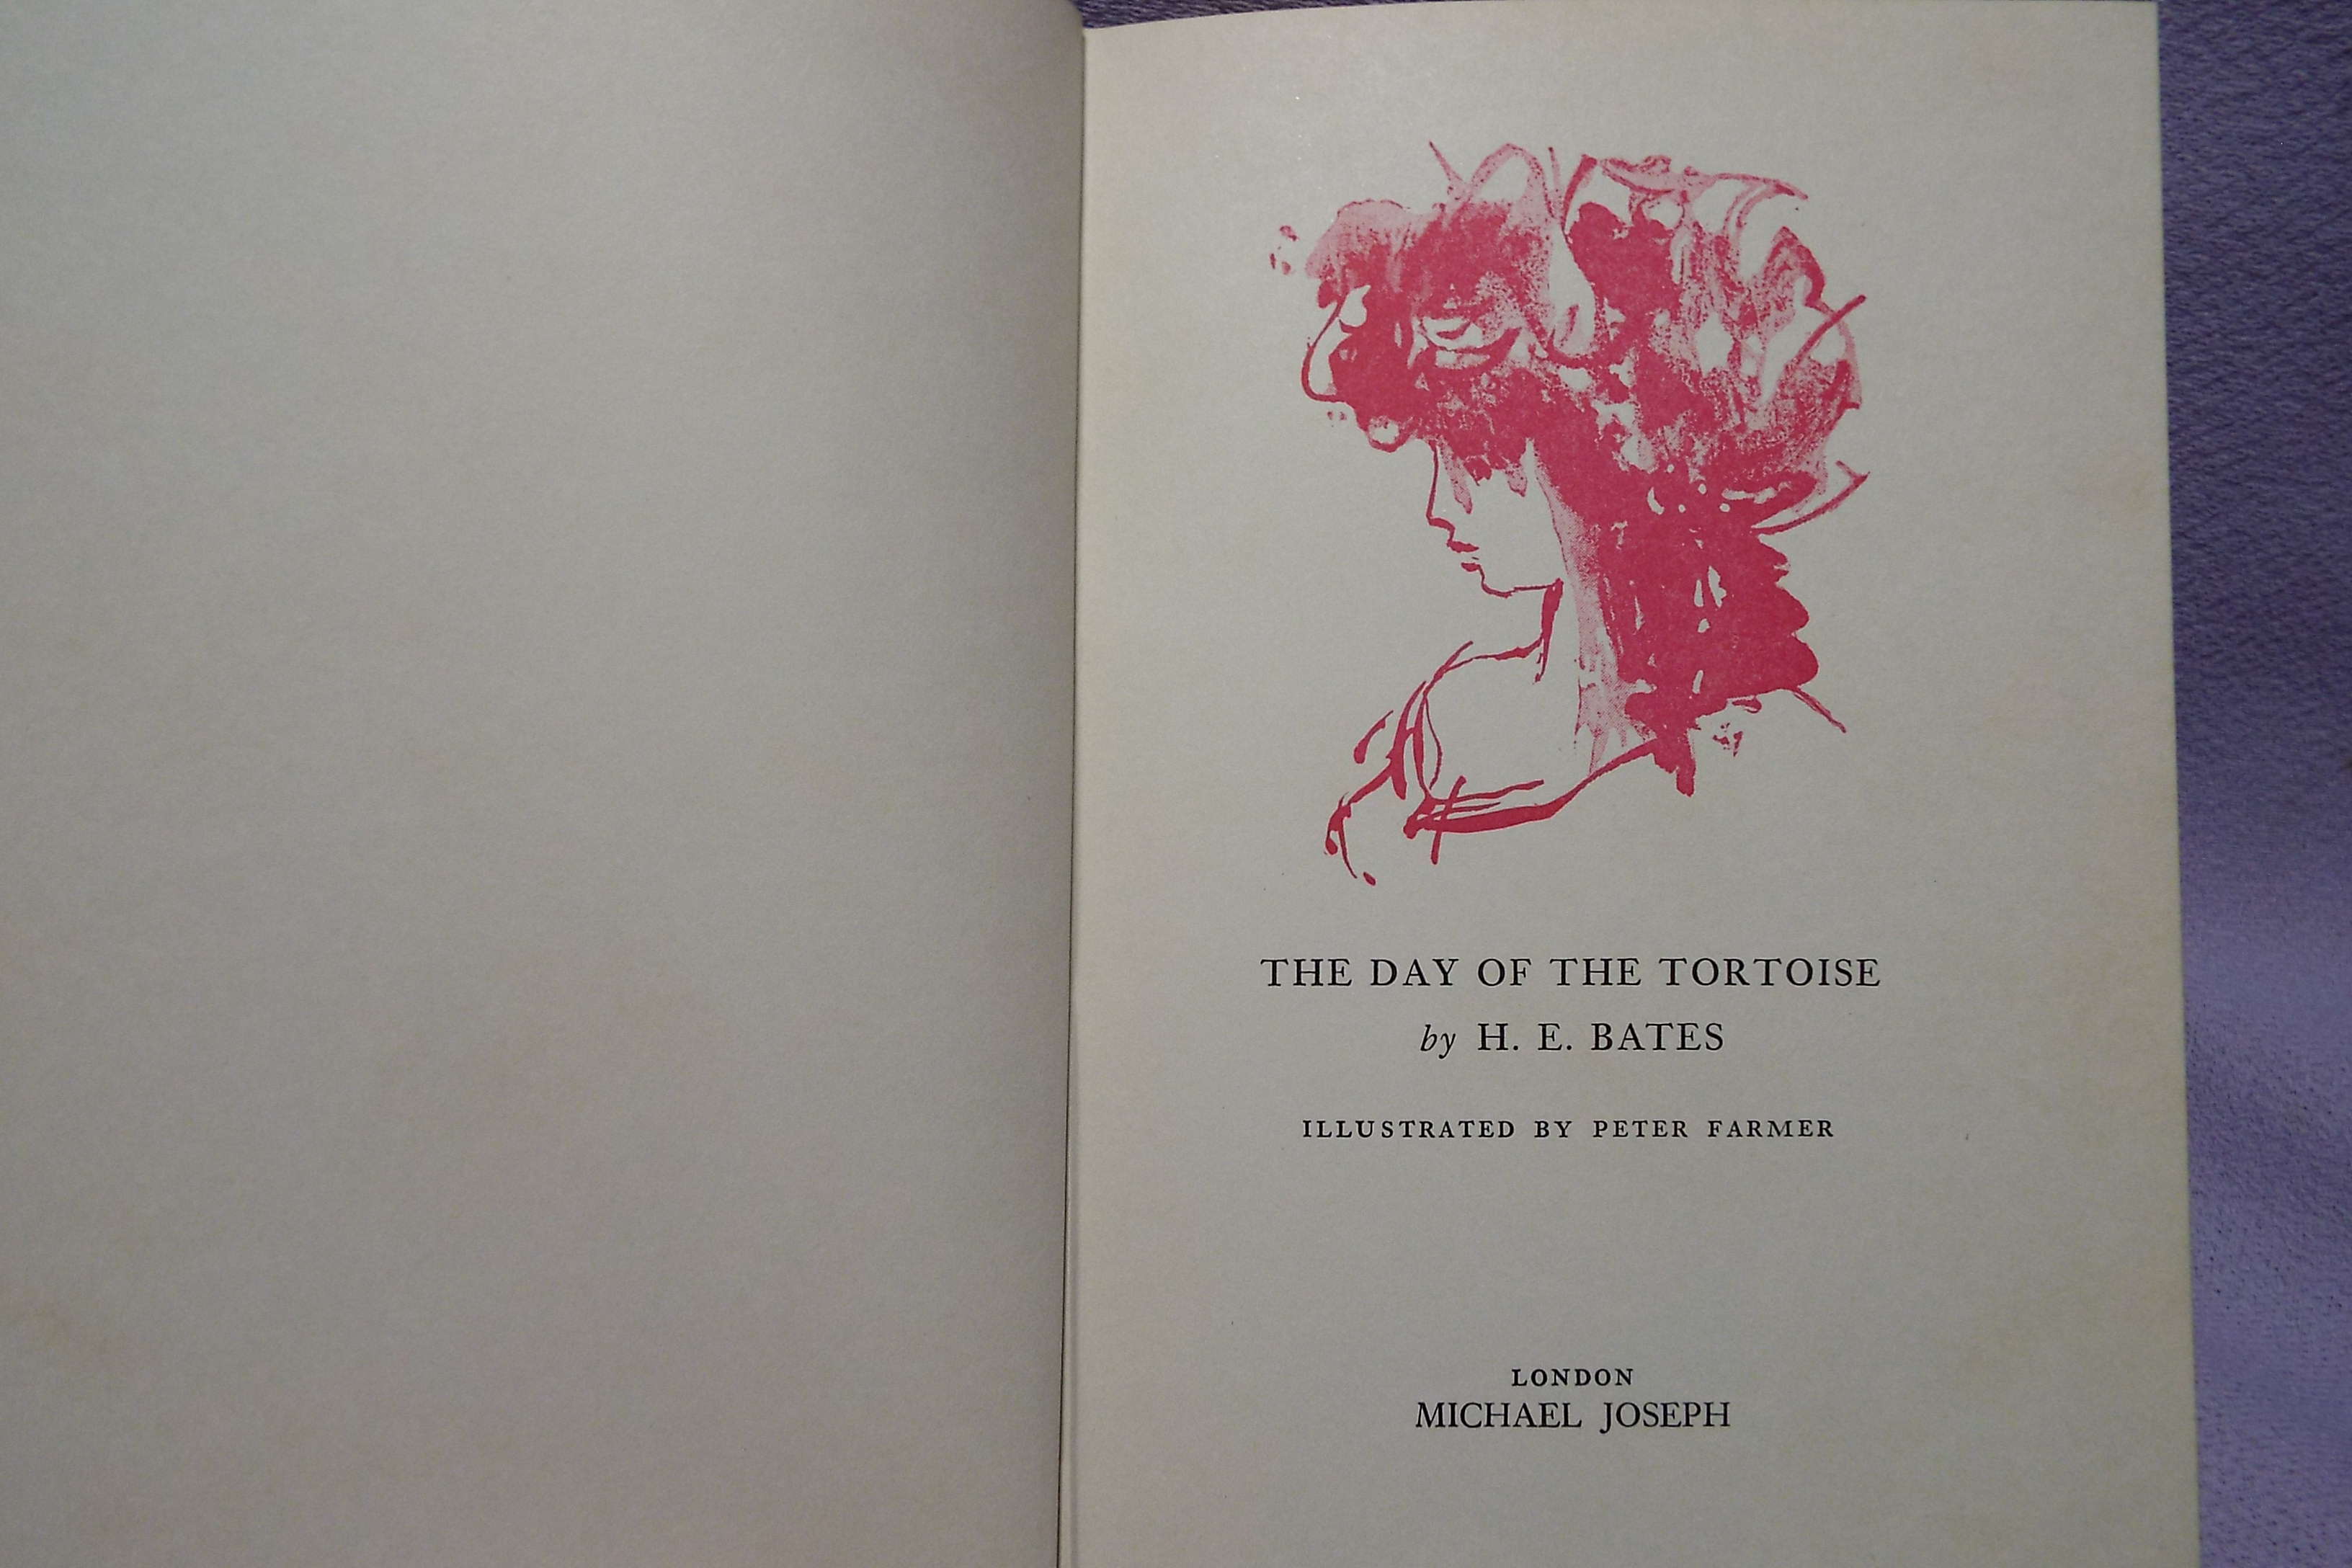 THE DAY OF THE TORTOISE
by H. E. BATES
ILLUSTRATED BY PETER FARMER
LONDON
MICHAEL JOSEPH